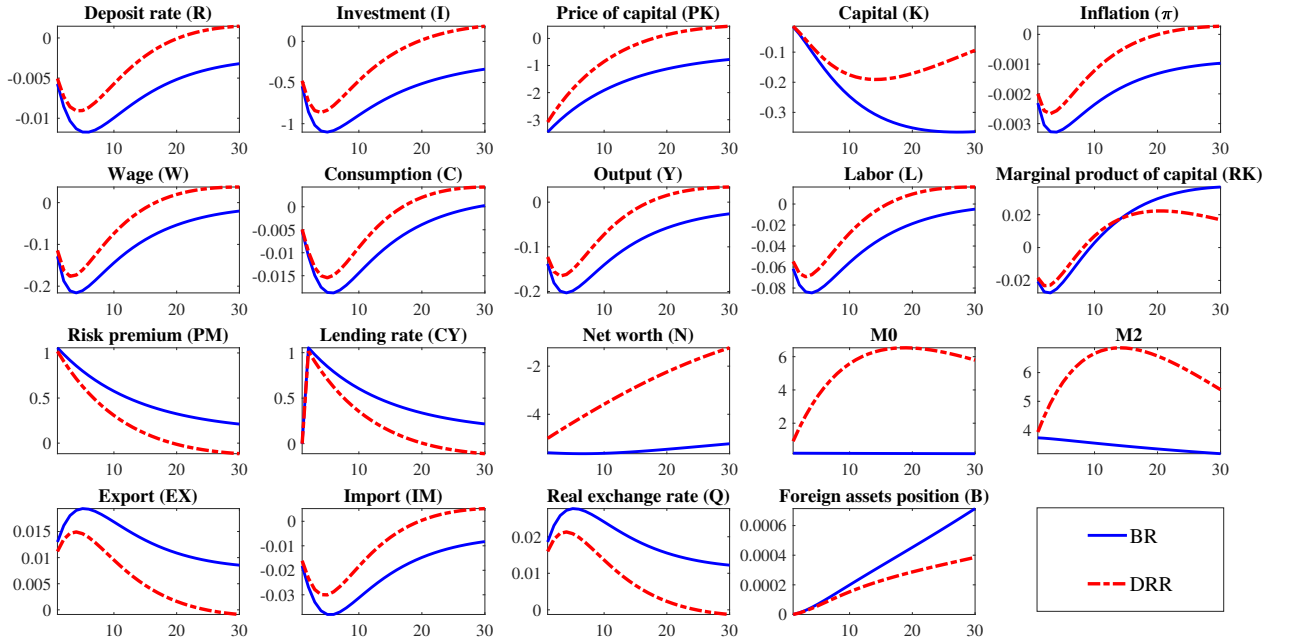 Deposit rate (R)
0
-0.005
-0.01
10 20 30
Investment (I)
0
-0.5
-1
10 20 30
Price of capital (PK)
0
-1
-2
-3
10 20 30
Capital (K)
-0.1
-0.2
-0.3
10 20 30
Inflation (π)
0
-0.001
-0.003
10 20 30
Wage (W)
0
-0.1
-0.2
10 20 30
Consumption (C)
0
-0.005
-0.015
10 20 30
Output (Y)
0
-0.1
-0.2
10 20 30
Labor (L)
0
-0.02
-0.04
-0.06
-0.08
10 20 30
Marginal product of capital (RK)
0.02
0
-0.02
10 20 30
Risk premium (PM)
1
0.5
0
10 20 30
Lending rate (CY)
1
0.5
0
10 20 30
Net worth (N)
-2
-4
10 20 30
M0
6
4
2
10 20 30
M2
6
4
10 20 30
Export (EX)
0.015
0.01
0.005
0
10 20 30
Import (IM)
0
-0.01
-0.03
10 20 30
Real exchange rate (Q)
0.02
0.01
0
10 20 30
Foreign assets position (B)
0.0006
0.0004
0.0002
0
10 20 30
BR
DRR